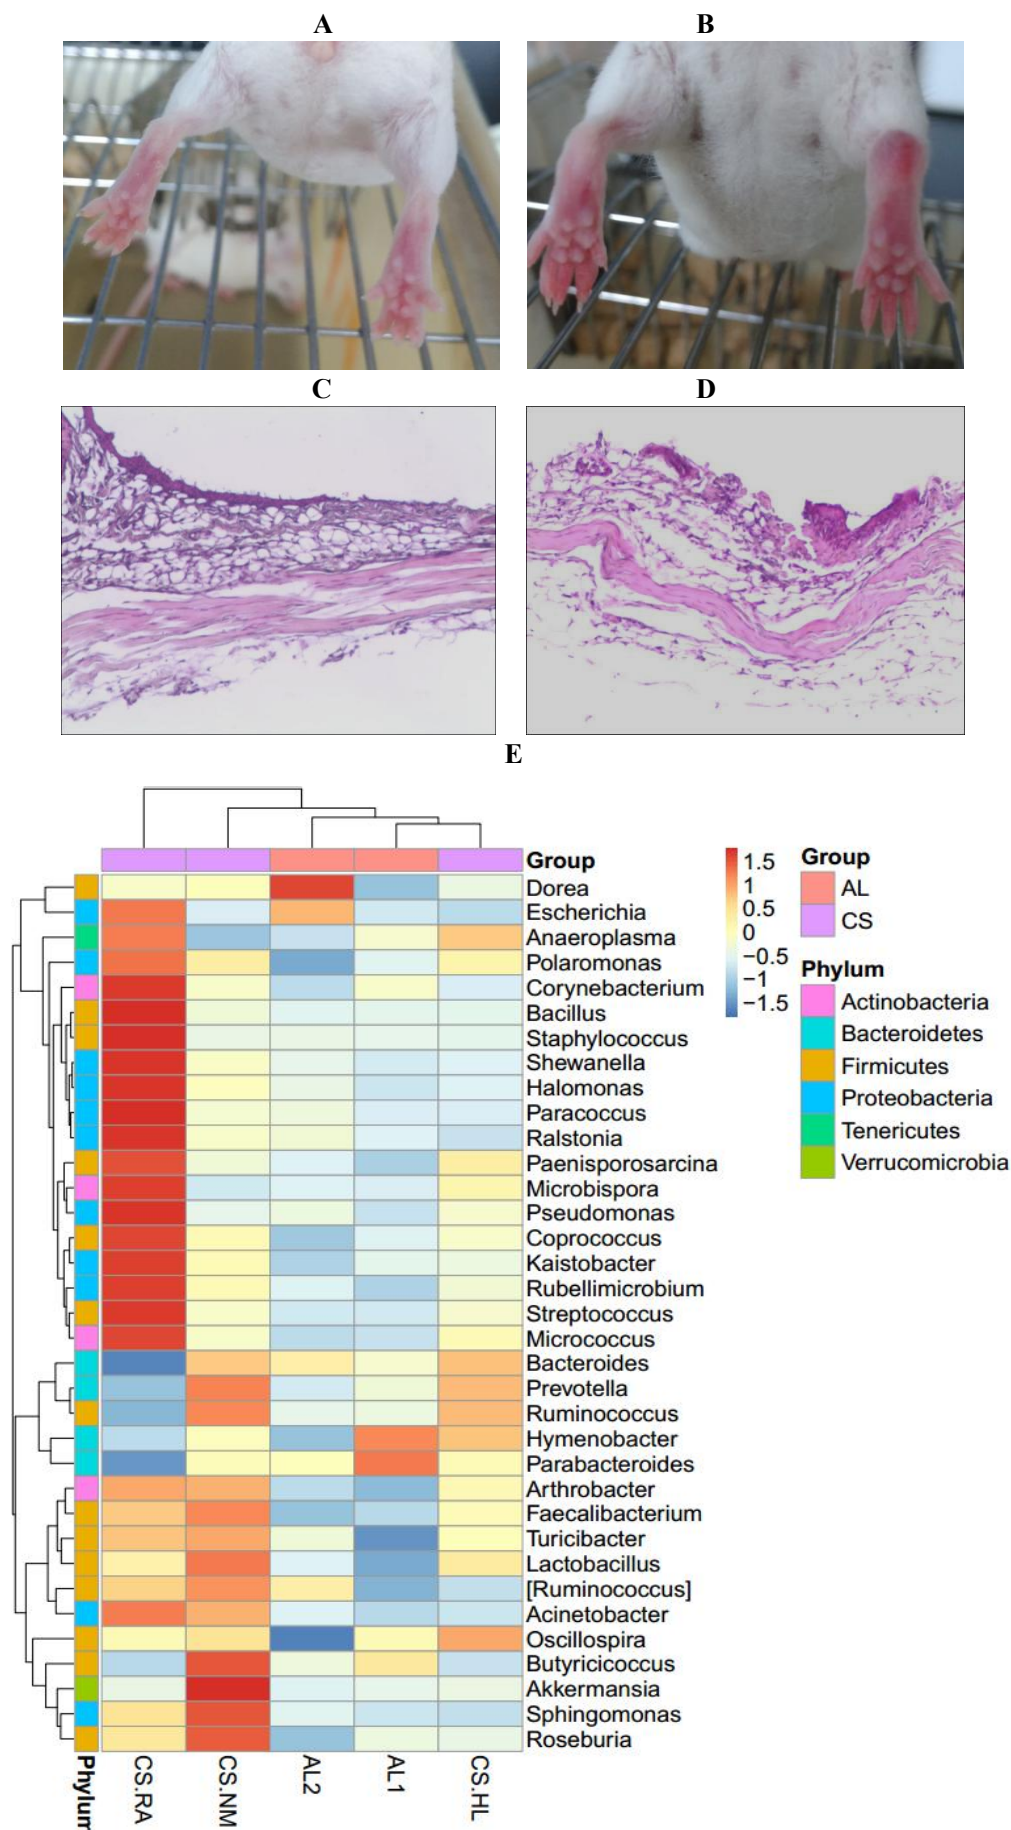 A
B
C
D
E
Group
Dorea
Escherichia
Anaeroplasma
Polaromonas
Corynebacterium
Bacillus
Staphylococcus
Shewanella
Halomonas
Paracoccus
Ralstonia
Paenisporosarcina
Microbispora
Pseudomonas
Coprococcus
Kaistobacter
Rubellimicrobium
Streptococcus
Micrococcus
Bacteroides
Prevotella
Ruminococcus
Hymenobacter
Parabacteroides
Arthrobacter
Faecalibacterium
Turicibacter
Lactobacillus
[Ruminococcus]
Acinetobacter
Oscillospira
Butyricicoccus
Akkermansia
Sphingomonas
Roseburia
1.5
1
0.5
0
−0.5
−1
−1.5
Group
AL
CS
Phylum
Actinobacteria
Bacteroidetes
Firmicutes
Proteobacteria
Tenericutes
Verrucomicrobia
Phylum
CS.RA
CS.NM
AL2
AL1
CS.HL